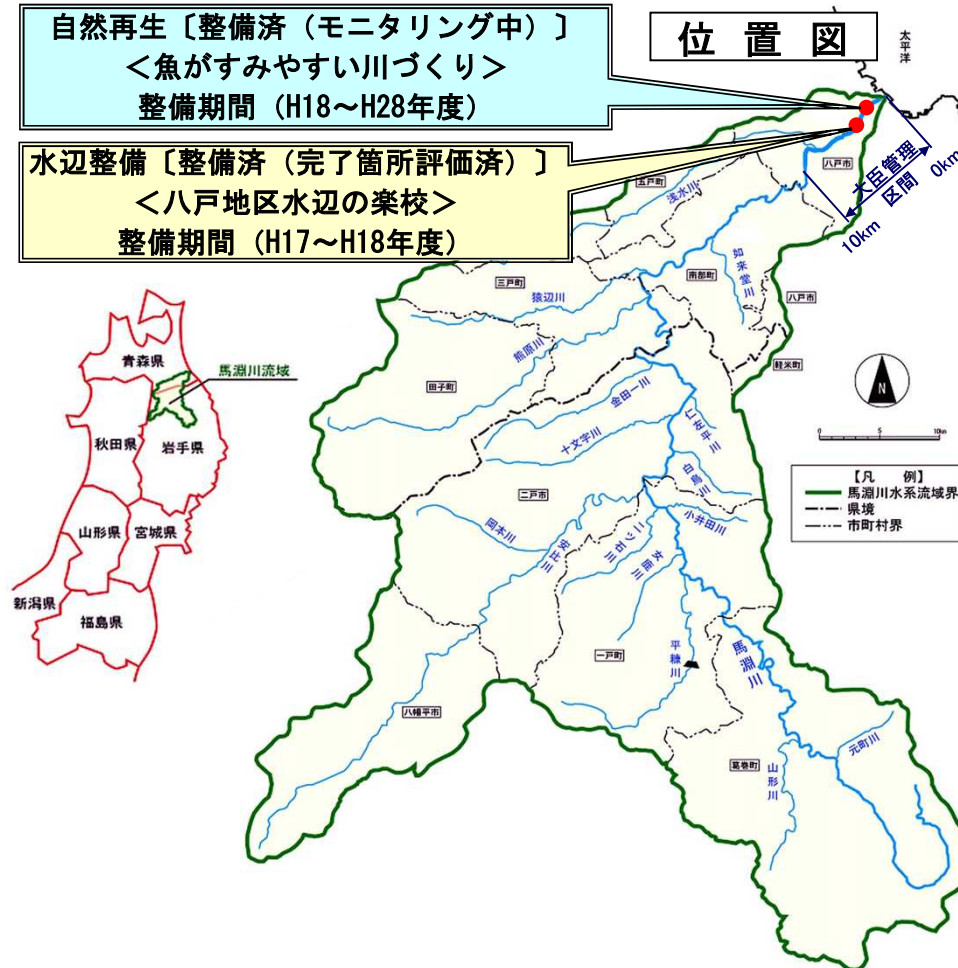 自然再生〔整備済（モニタリング中）〕
＜魚がすみやすい川づくり＞
整備期間（H18～H28年度）
位 置 図
太平洋
水辺整備〔整備済（完了箇所評価済）〕
＜八戸地区水辺の楽校＞
整備期間（H17～H18年度）
八戸市
五戸町
浅水川
大臣管理
区間
0km
10km
如来堂川
南部町
三戸町
猿辺川
八戸市
熊原川
軽米町
田子町
金田一川
仁左平川
十文字川
白鳥川
二戸市
小井田川
岡本川
安比川
二ツ石川
女鹿川
一戸町
平糠川
馬淵川
八幡平市
葛巻町
山形川
元町川
青森県
馬淵川流域
秋田県
岩手県
山形県
宮城県
新潟県
福島県
N
0 5 10km
【凡 例】
馬淵川水系流域界
県境
市町村界